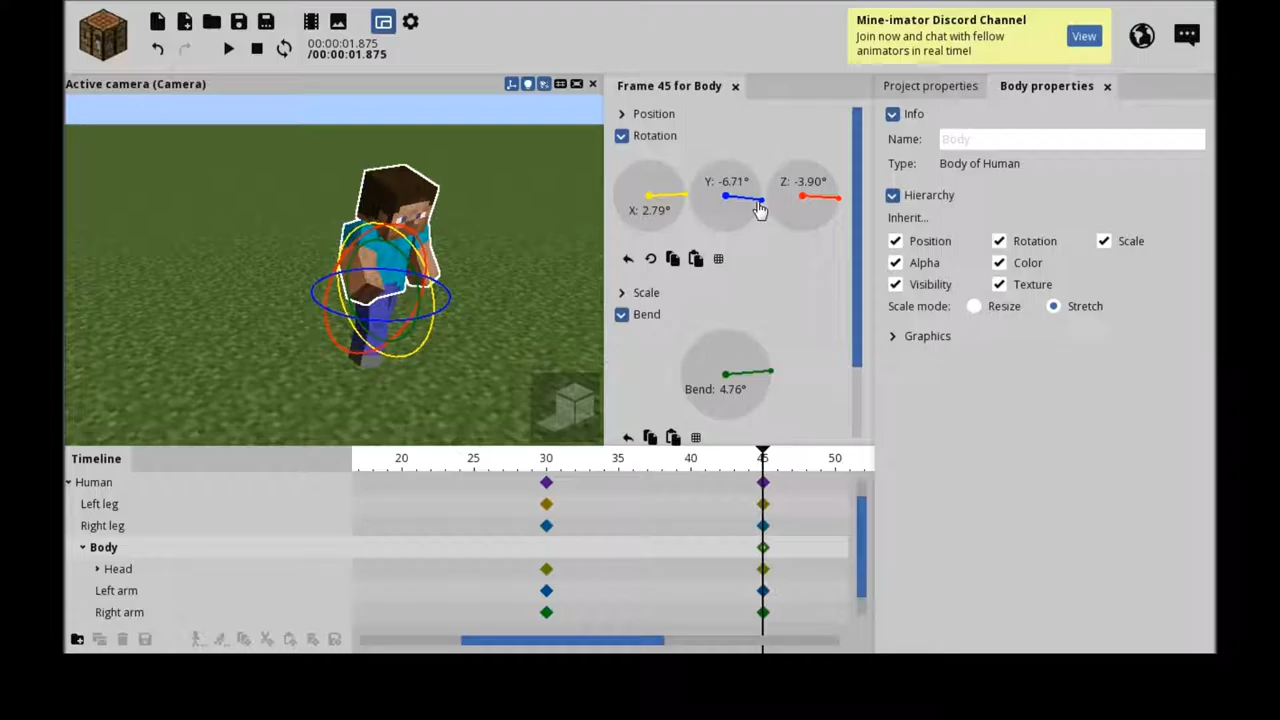 Mine-imator Discord Channel
Join now and chat with fellow
animators in real time!
View
00:00:01.875
/00:00:01.875
Active camera (Camera)
Frame 45 for Body
Project properties
Body properties
Position
Rotation
X: 2.79°
Y: -6.71°
Z: -3.90°
Scale
Bend
Bend: 4.76°
Info
Name:
Body
Type:
Body of Human
Hierarchy
Inherit...
Position
Rotation
Scale
Alpha
Color
Visibility
Texture
Scale mode:
Resize
Stretch
Graphics
Timeline
20
25
30
35
40
45
50
Human
Left leg
Right leg
Body
Head
Left arm
Right arm